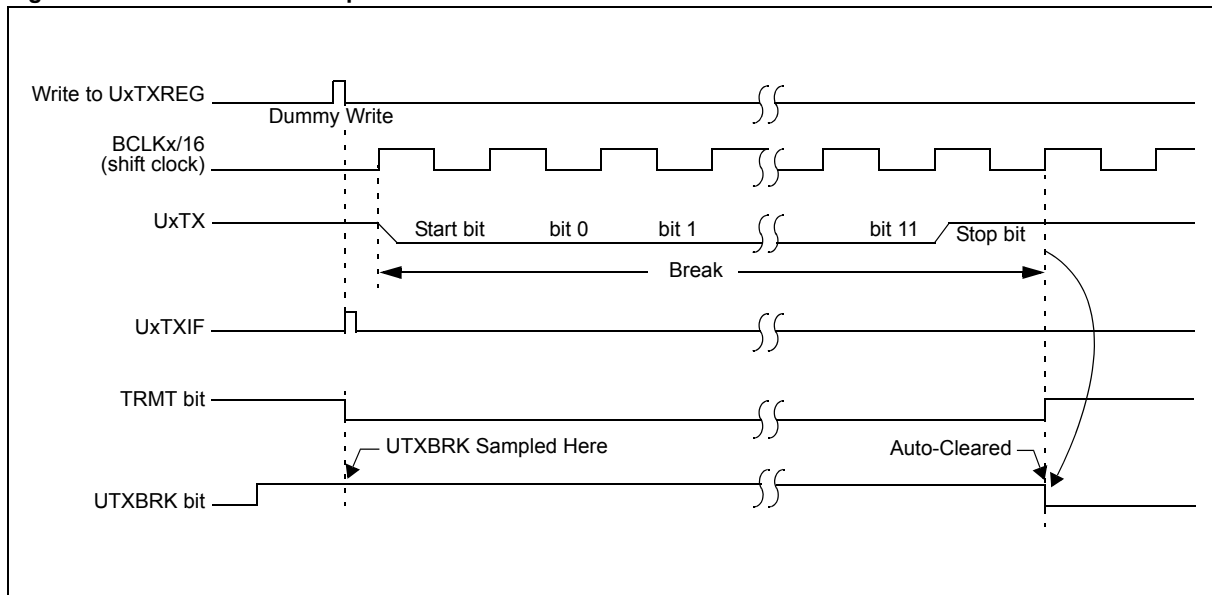 Write to UxTXREG
Dummy Write
BCLKx/16
(shift clock)
UxTX
Start bit
bit 0
bit 1
bit 11
Stop bit
Break
UxTXIF
TRMT bit
UTXBRK Sampled Here
Auto-Cleared
UTXBRK bit